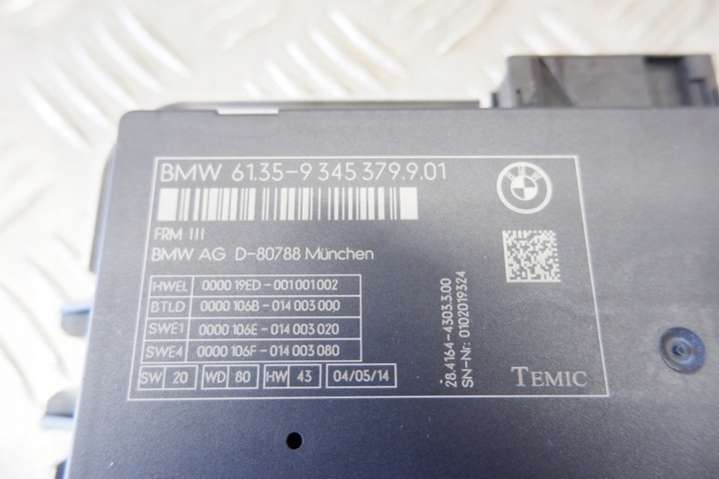 BMW 61.35-9 345 379.9.01
FRM III
BMW AG D-80788 München
HWEL 0000 19ED-001 001 002
BTLD 0000 106B-014 003 000
SWE1 0000 106E-014 003 020
SWE4 0000 106F-014 003 080
SW 20 WD 80 HW 43 04/05/14
28.4164-4303.3.00
SN-Nr: 0102019324
BMW
TEMIC